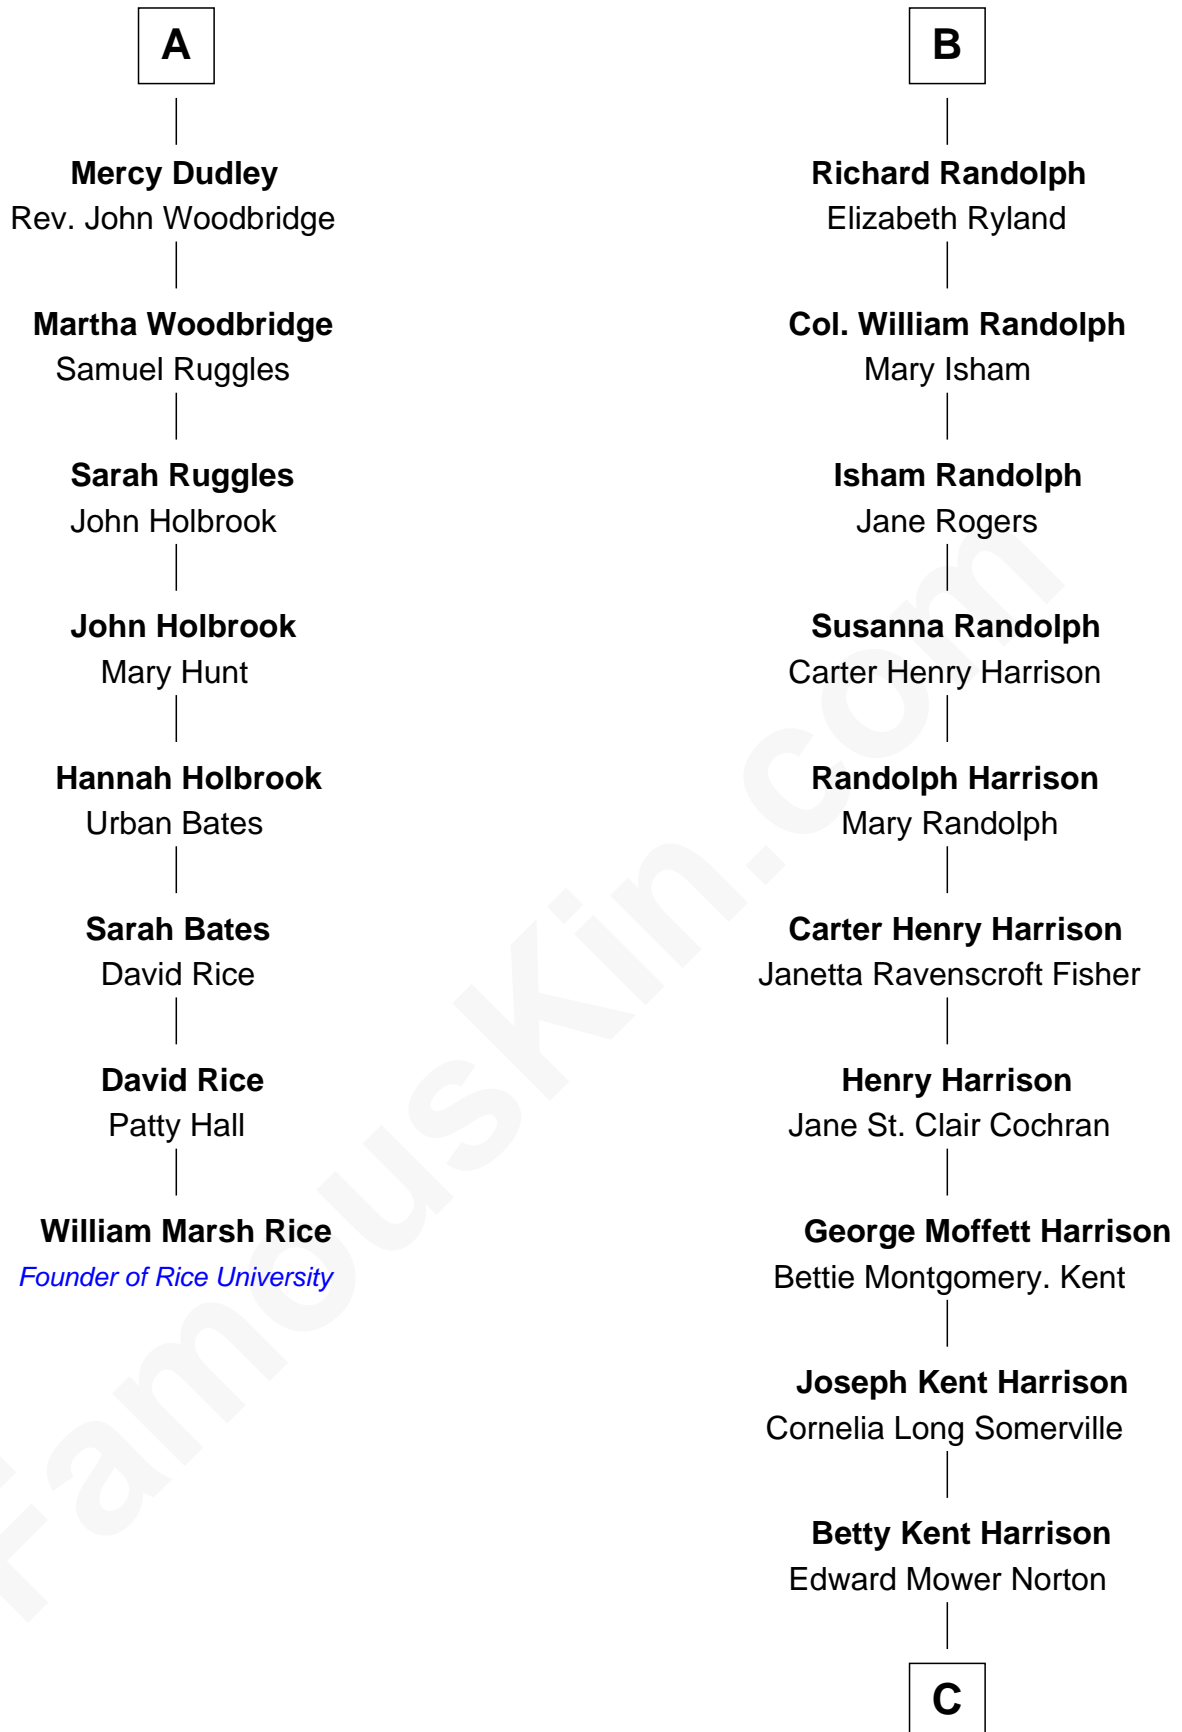 A
Mercy Dudley
Rev. John Woodbridge
Martha Woodbridge
Samuel Ruggles
Sarah Ruggles
John Holbrook
John Holbrook
Mary Hunt
Hannah Holbrook
Urban Bates
Sarah Bates
David Rice
David Rice
Patty Hall
William Marsh Rice
Founder of Rice University
B
Richard Randolph
Elizabeth Ryland
Col. William Randolph
Mary Isham
Isham Randolph
Jane Rogers
Susanna Randolph
Carter Henry Harrison
Randolph Harrison
Mary Randolph
Carter Henry Harrison
Janetta Ravenscroft Fisher
Henry Harrison
Jane St. Clair Cochran
George Moffett Harrison
Bettie Montgomery. Kent
Joseph Kent Harrison
Cornelia Long Somerville
Betty Kent Harrison
Edward Mower Norton
C
FamousKin.com